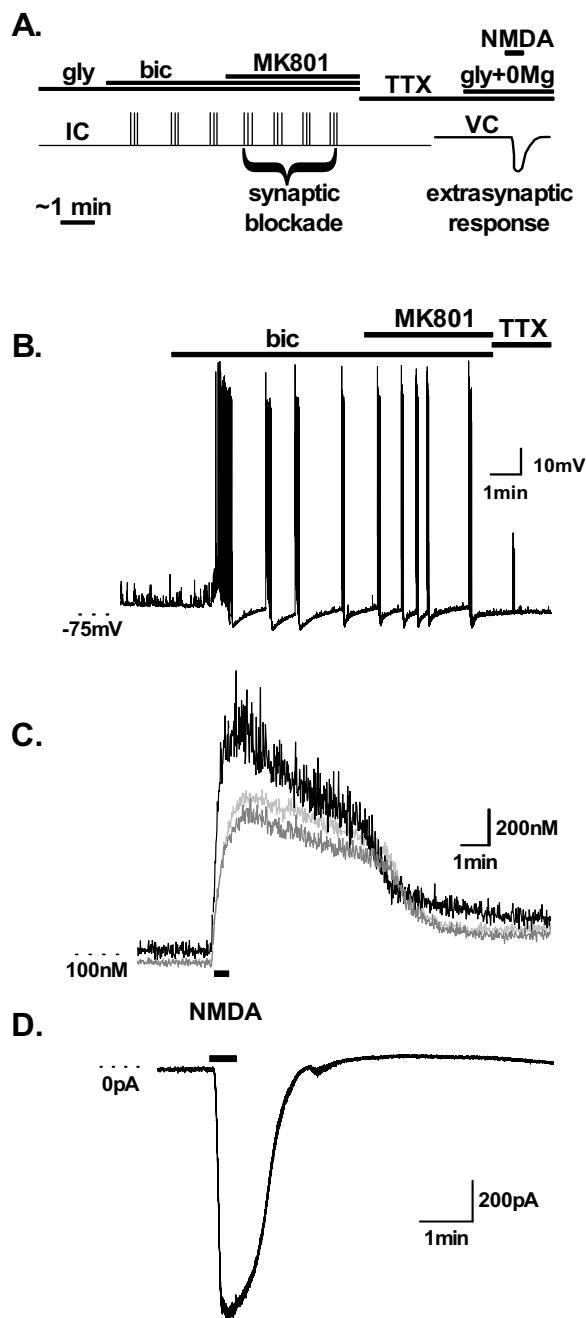 A.
NMDA
gly bic MK801 TTX gly+0Mg
IC VC
synaptic blockade
extrasynaptic response
~1 min
B.
MK801
bic TTX
10mV
1min
-75mV
C.
200nM
1min
100nM
D.
NMDA
0pA
200pA
1min